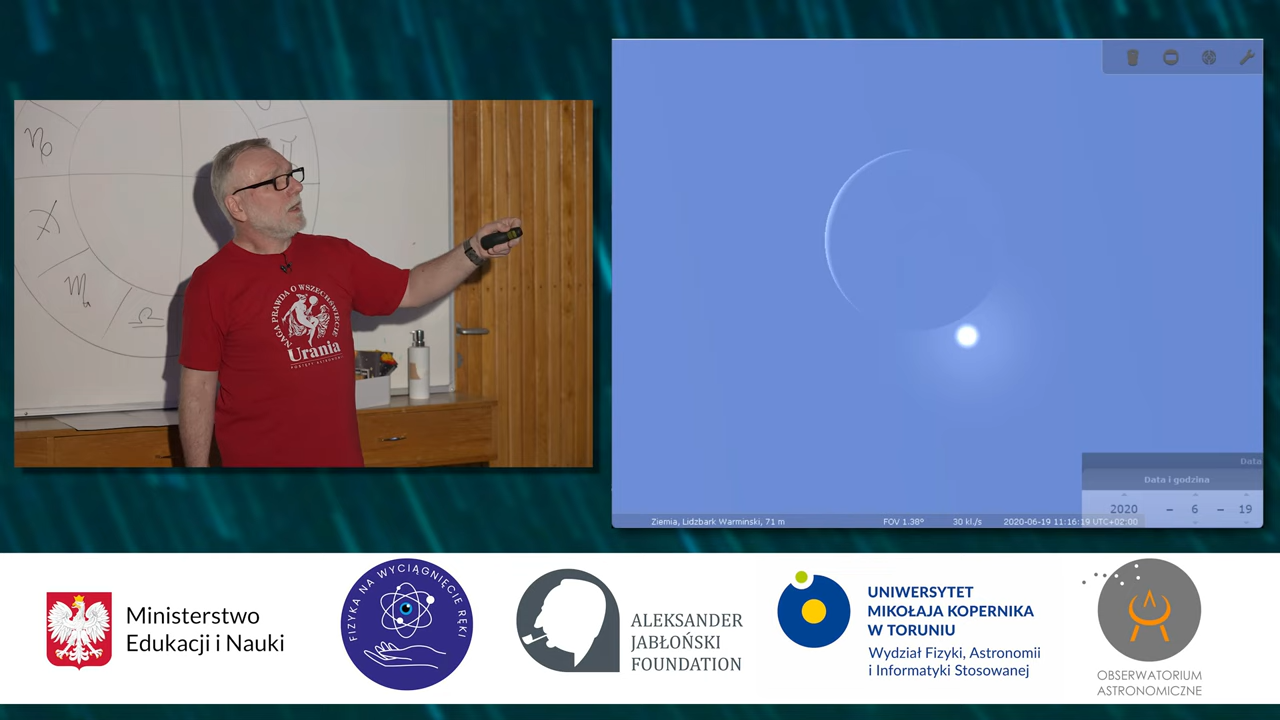 NAGA PRAWDA O WSZECHŚWIECIE
Urania
POSTĘPY ASTRONOMII
Data
Data i godzina
2020 – 6 – 19
Ziemia, Lidzbark Warminski, 71 m
FOV 1.38°
30 kl./s
2020-06-19 11:16:19 UTC+02:00
Ministerstwo
Edukacji i Nauki
FIZYKA NA WYCIĄGNIĘCIE RĘKI
ALEKSANDER
JABŁOŃSKI
FOUNDATION
UNIWERSYTET
MIKOŁAJA KOPERNIKA
W TORUNIU
Wydział Fizyki, Astronomii
i Informatyki Stosowanej
OBSERWATORIUM
ASTRONOMICZNE